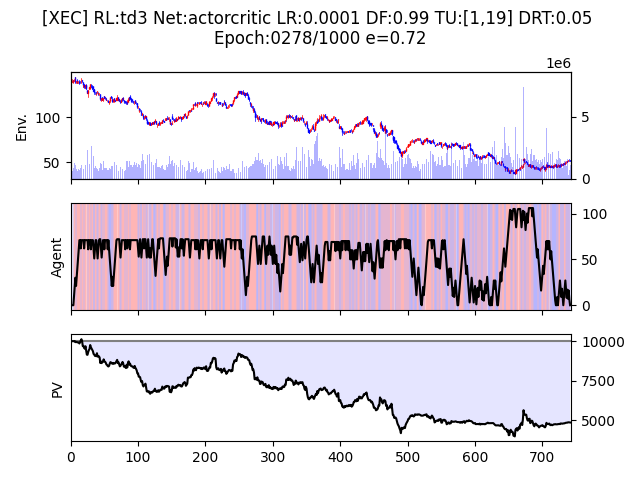 [XEC] RL:td3 Net:actorcritic LR:0.0001 DF:0.99 TU:[1,19] DRT:0.05
Epoch:0278/1000 e=0.72
1e6
Env.
100
50
5
0
Agent
100
50
0
PV
10000
7500
5000
0 100 200 300 400 500 600 700